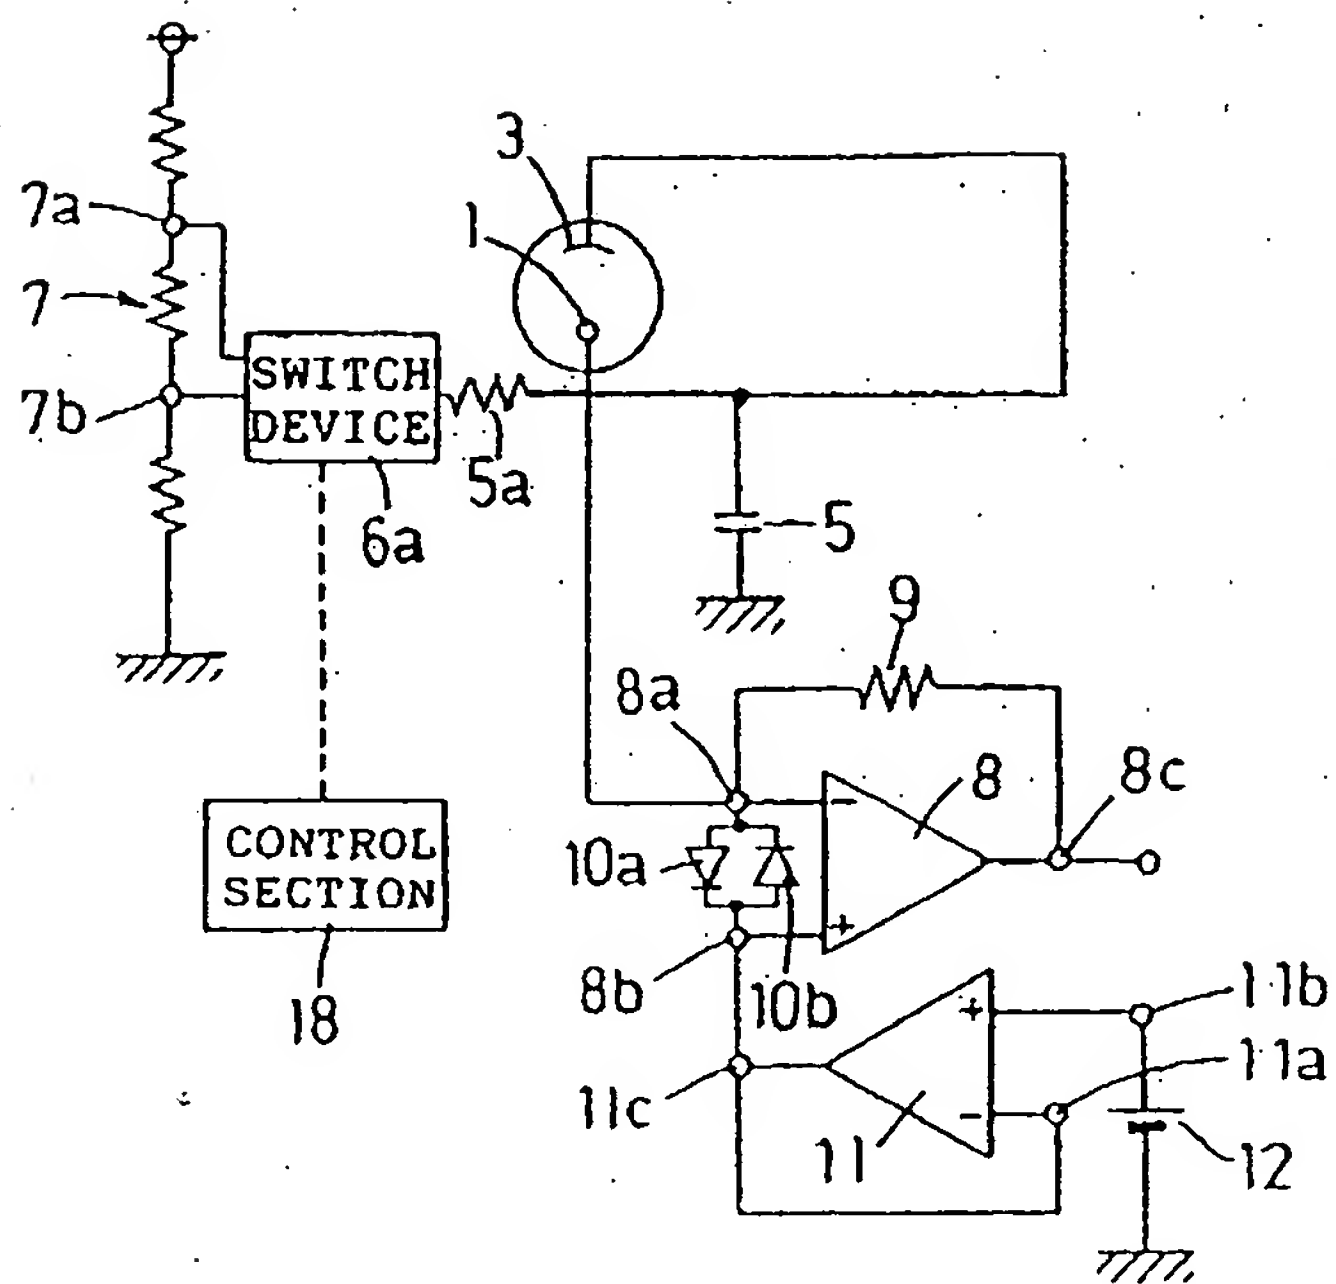 3
7a
1
7
SWITCH
DEVICE
7b
5a
6a
5
9
8a
8
8c
−
10a
CONTROL
SECTION
+
8b
10b
18
11b
+
11a
11c
−
11
12